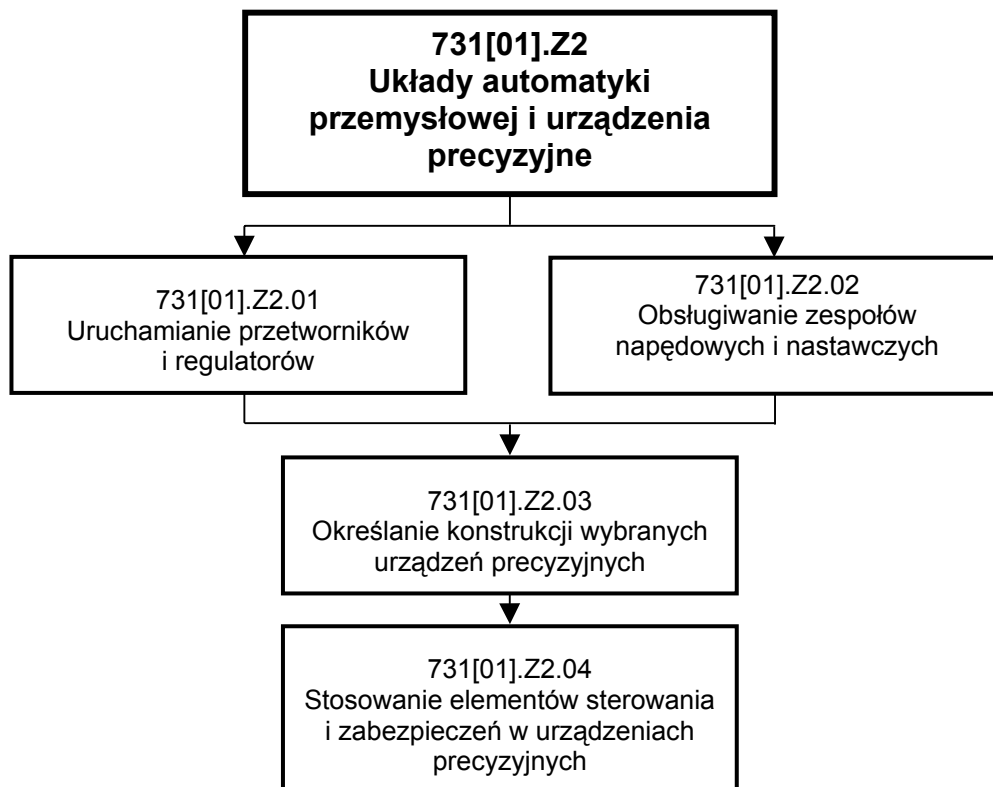 731[01].Z2
Układy automatyki
przemysłowej i urządzenia
precyzyjne
731[01].Z2.01
Uruchamianie przetworników
i regulatorów
731[01].Z2.02
Obsługiwanie zespołów
napędowych i nastawczych
731[01].Z2.03
Określanie konstrukcji wybranych
urządzeń precyzyjnych
731[01].Z2.04
Stosowanie elementów sterowania
i zabezpieczeń w urządzeniach
precyzyjnych